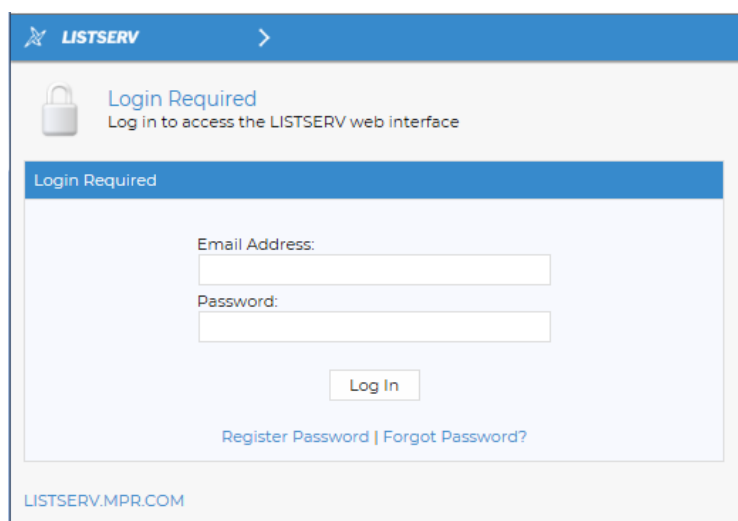 LISTSERV
Login Required
Log in to access the LISTSERV web interface
Login Required
Email Address:
Password:
Log In
Register Password | Forgot Password?
LISTSERV.MPR.COM